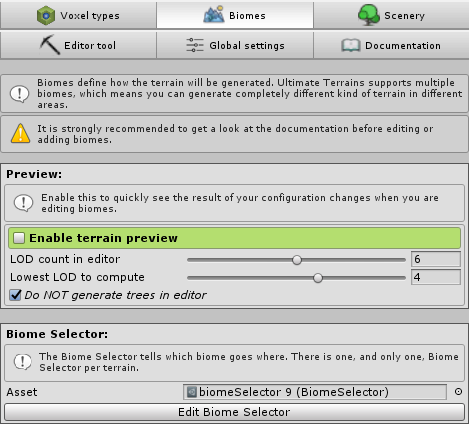 Voxel types
Biomes
Scenery
Editor tool
Global settings
Documentation
Biomes define how the terrain will be generated. Ultimate Terrains supports multiple
biomes, which means you can generate completely different kind of terrain in different
areas.
It is strongly recommended to get a look at the documentation before editing or
adding biomes.
Preview:
Enable this to quickly see the result of your configuration changes when you are
editing biomes.
Enable terrain preview
LOD count in editor 6
Lowest LOD to compute 4
Do NOT generate trees in editor
Biome Selector:
The Biome Selector tells which biome goes where. There is one, and only one, Biome
Selector per terrain.
Asset biomeSelector 9 (BiomeSelector)
Edit Biome Selector